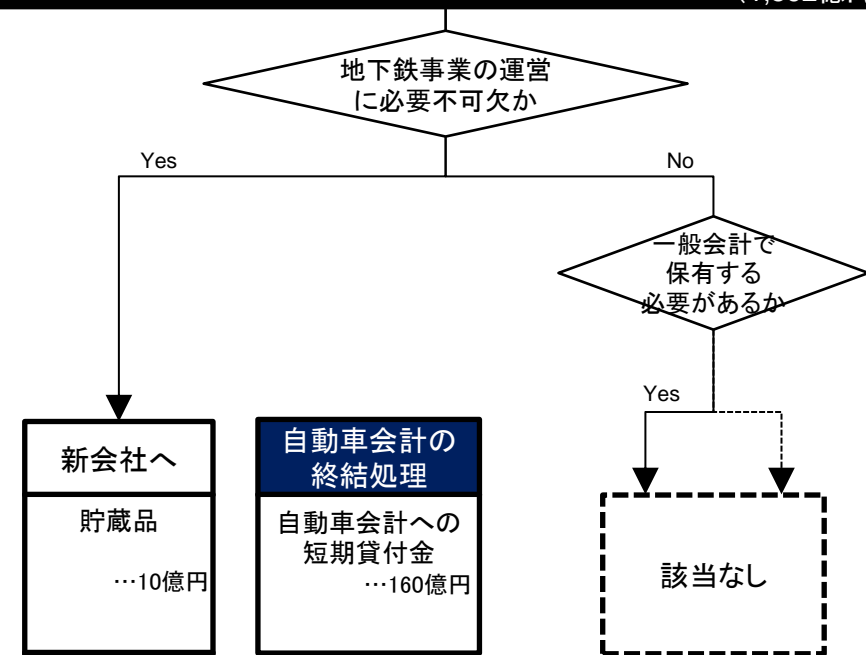 地下鉄事業の運営
に必要不可欠か
Yes
No
一般会計で
保有する
必要があるか
Yes
新会社へ
貯蔵品
…10億円
自動車会計の
終結処理
自動車会計への
短期貸付金
…160億円
該当なし